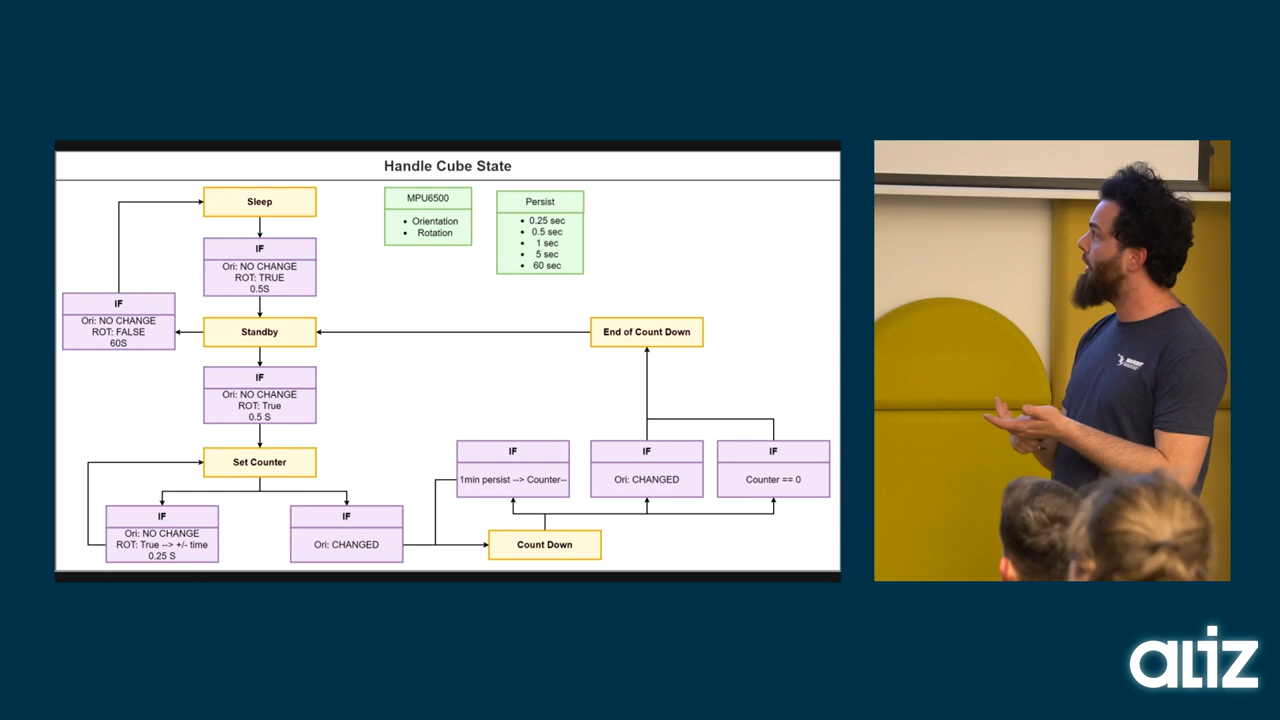 Handle Cube State
Sleep
MPU6500
• Orientation
• Rotation
Persist
• 0.25 sec
• 0.5 sec
• 1 sec
• 5 sec
• 60 sec
IF
Ori: NO CHANGE
ROT: TRUE
0.5S
IF
Ori: NO CHANGE
ROT: FALSE
60S
Standby
End of Count Down
IF
Ori: NO CHANGE
ROT: True
0.5 S
Set Counter
IF
1min persist --> Counter--
IF
Ori: CHANGED
IF
Counter == 0
IF
Ori: NO CHANGE
ROT: True --> +/- time
0.25 S
IF
Ori: CHANGED
Count Down
aliz